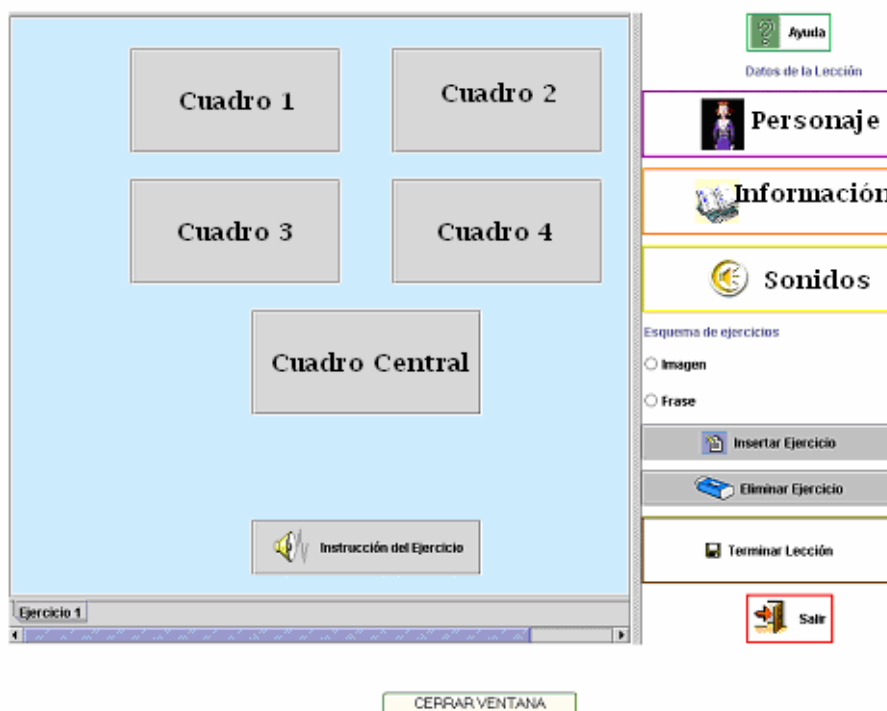 Cuadro 1
Cuadro 2
Cuadro 3
Cuadro 4
Cuadro Central
Instrucción del Ejercicio
Ejercicio 1
Ayuda
Datos de la Lección
Personaje
Información
Sonidos
Esquema de ejercicios
Imagen
Frase
Insertar Ejercicio
Eliminar Ejercicio
Terminar Lección
Salir
CERRAR VENTANA